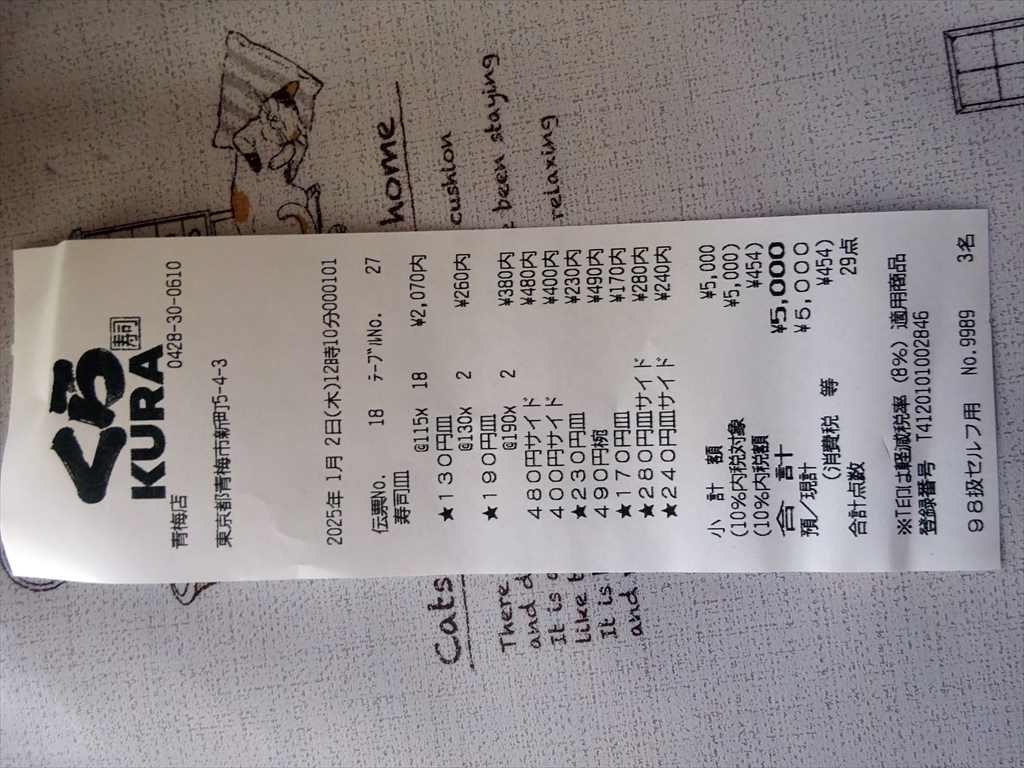 くら
寿司
KURA
青梅店 0428-30-0610
東京都青梅市新町5-4-3
2025年 1月 2日(木)12時10分000101
伝票No. 18 テーブルNo. 27
寿司皿
@115x 18 ¥2,070内
★130円皿
@130x 2 ¥260内
★190円皿
@190x 2 ¥380内
480円サイド ¥480内
400円サイド ¥400内
★230円皿 ¥230内
490円椀 ¥490内
★170円皿 ¥170内
★280円皿サイド ¥280内
★240円皿サイド ¥240内
小 計 額 ¥5,000
(10%内税対象 ¥5,000)
(10%内税額 ¥454)
合 計 ¥5,000
預/現計 ¥5,000
(消費税 等 ¥454)
合計点数 29点
※T印は軽減税率(8%)適用商品
登録番号 T4120101002846
98扱セルフ用 No.9989 3名
Cats
home
There
cushion
and d
been staying
It is
relaxing
Like t
It is
and